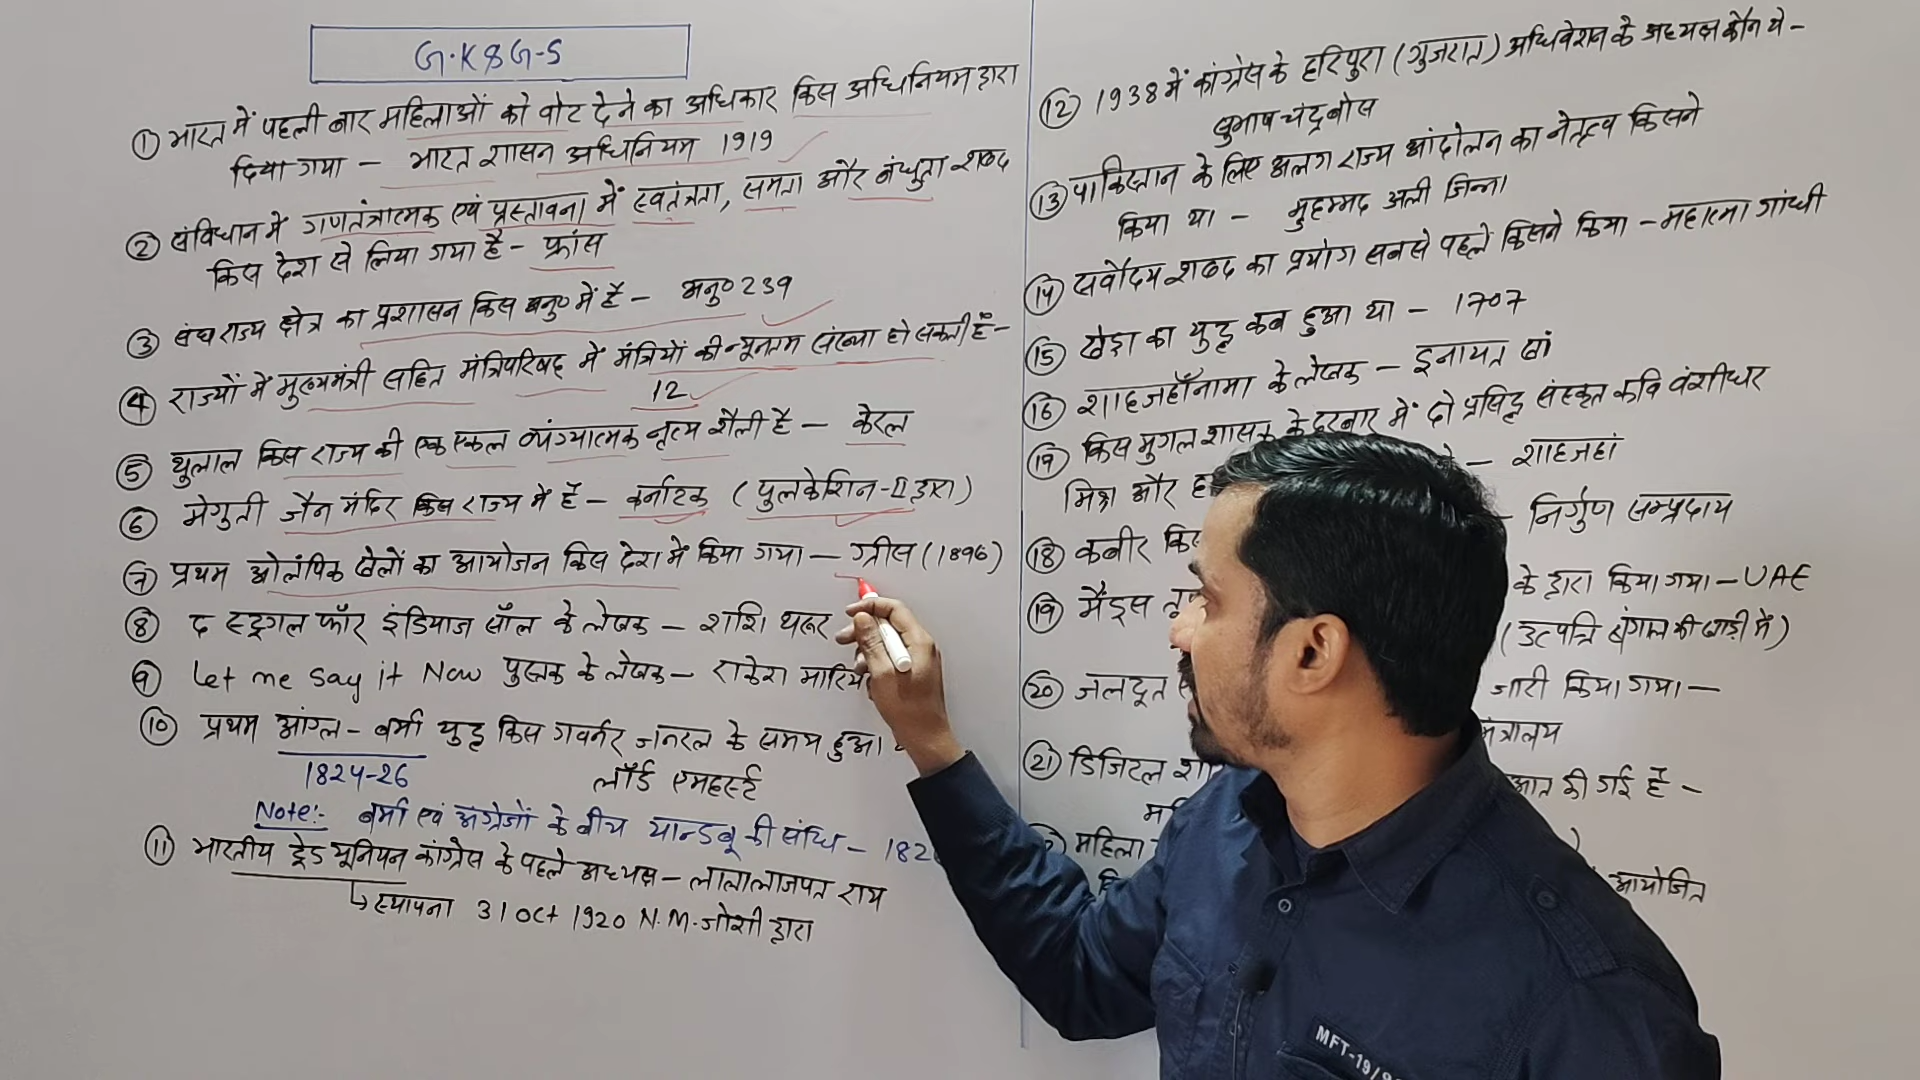 G.K & G.S
① भारत में पहली बार महिलाओं को वोट देने का अधिकार किस अधिनियम द्वारा
दिया गया – भारत शासन अधिनियम 1919
② संविधान में गणतंत्रात्मक एवं प्रस्तावना में स्वतंत्रता, समता और बंधुता शब्द
किस देश से लिया गया है – फ्रांस
③ संघ राज्य क्षेत्र का प्रशासन किस अनु० में है – अनु० 239
④ राज्यों में मुख्यमंत्री सहित मंत्रिपरिषद में मंत्रियों की न्यूनतम संख्या हो सकती है –
12
⑤ थुलाल किस राज्य की एक एकल व्यंग्यात्मक नृत्य शैली है – केरल
⑥ मेगुती जैन मंदिर किस राज्य में है – कर्नाटक (पुलकेशिन-II द्वारा)
⑦ प्रथम ओलंपिक खेलों का आयोजन किस देश में किया गया – ग्रीस (1896)
⑧ द स्ट्रगल फॉर इंडियाज सॉल के लेखक – शशि थरूर
⑨ Let me say it Now पुस्तक के लेखक – राकेश मारिया
⑩ प्रथम आंग्ल – बर्मा युद्ध किस गवर्नर जनरल के समय हुआ
1824-26 लॉर्ड एमहर्स्ट
Note:- बर्मा एवं अंग्रेजों के बीच यान्डबू की संधि – 182
⑪ भारतीय ट्रेड यूनियन कांग्रेस के पहले अध्यक्ष – लाला लाजपत राय
↳ स्थापना 31 Oct 1920 N.M. जोशी द्वारा
⑫ 1938 में कांग्रेस के हरिपुरा (गुजरात) अधिवेशन के अध्यक्ष कौन थे –
सुभाष चंद्र बोस
⑬ पाकिस्तान के लिए अलग राज्य आंदोलन का नेतृत्व किसने
किया था – मुहम्मद अली जिन्ना
⑭ सर्वोदय शब्द का प्रयोग सबसे पहले किसने किया – महात्मा गांधी
⑮ खेड़ा का युद्ध कब हुआ था – 1707
⑯ शाहजहाँनामा के लेखक – इनायत खां
⑲ किस मुगल शासक के दरबार में दो प्रसिद्ध संस्कृत कवि वंशीधर
मिश्र और – शाहजहां
⑱ कबीर किस – निर्गुण सम्प्रदाय
⑲ मैंडूस के द्वारा किया गया – UAE
(उत्पत्ति बंगाल की खाड़ी में)
⑳ जलदूत जारी किया गया –
मंत्रालय
㉑ डिजिटल की गई है –
महिला
आयोजित
MFT-19/